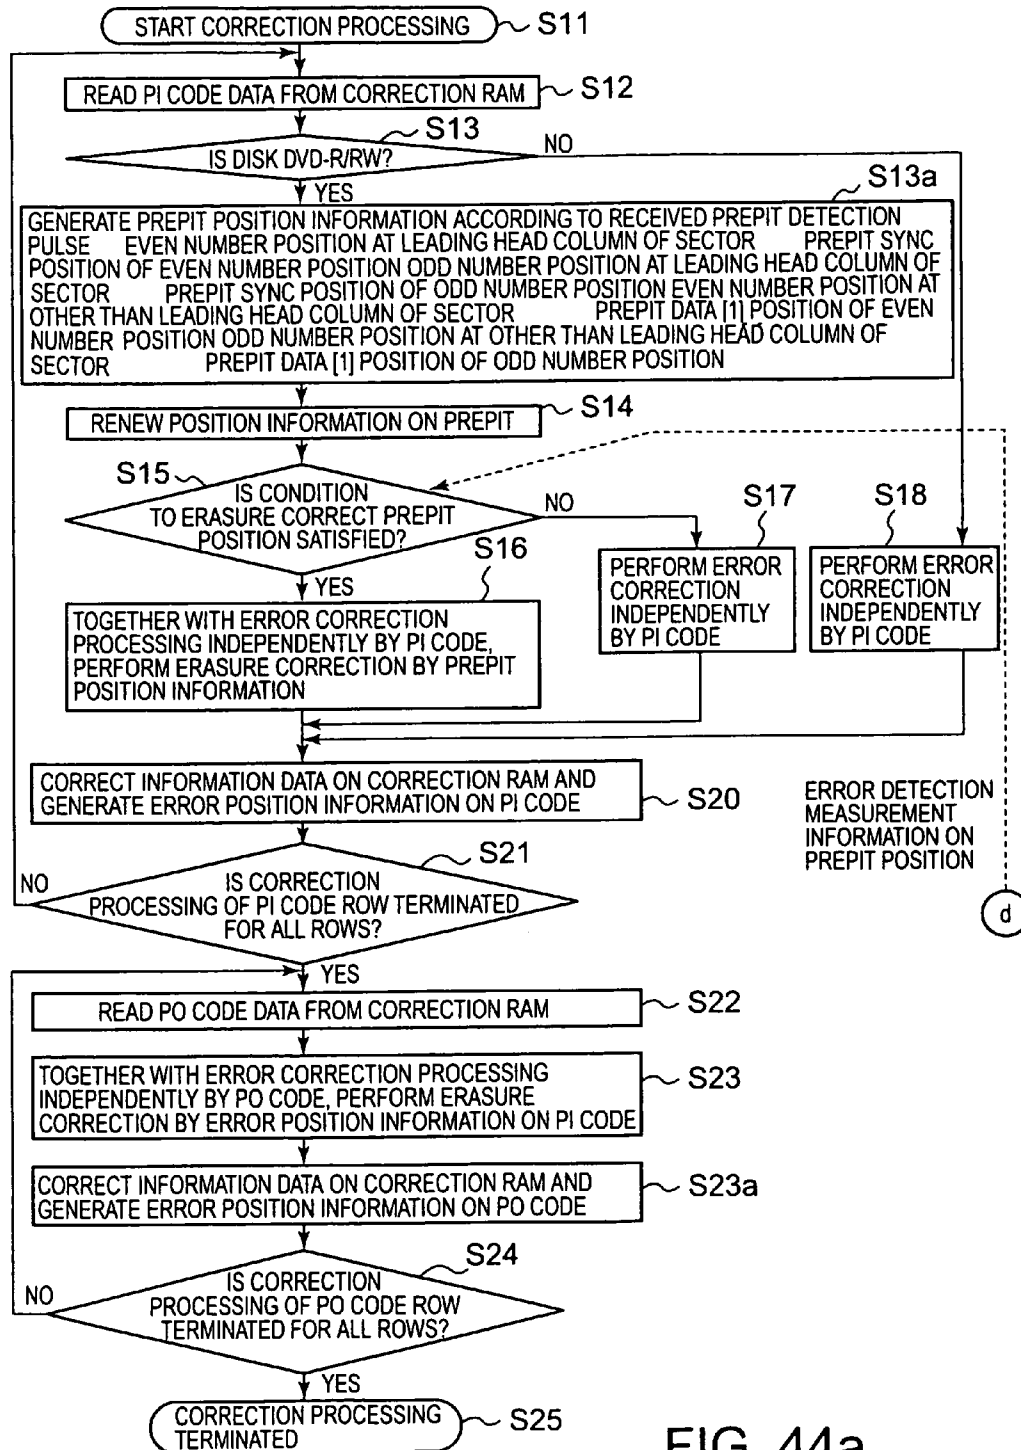 START CORRECTION PROCESSING
S11
READ PI CODE DATA FROM CORRECTION RAM
S12
S13
IS DISK DVD-R/RW?
NO
YES
S13a
GENERATE PREPIT POSITION INFORMATION ACCORDING TO RECEIVED PREPIT DETECTION
PULSE EVEN NUMBER POSITION AT LEADING HEAD COLUMN OF SECTOR PREPIT SYNC
POSITION OF EVEN NUMBER POSITION ODD NUMBER POSITION AT LEADING HEAD COLUMN OF
SECTOR PREPIT SYNC POSITION OF ODD NUMBER POSITION EVEN NUMBER POSITION AT
OTHER THAN LEADING HEAD COLUMN OF SECTOR PREPIT DATA [1] POSITION OF EVEN
NUMBER POSITION ODD NUMBER POSITION AT OTHER THAN LEADING HEAD COLUMN OF
SECTOR PREPIT DATA [1] POSITION OF ODD NUMBER POSITION
RENEW POSITION INFORMATION ON PREPIT
S14
S15
IS CONDITION
TO ERASURE CORRECT PREPIT
POSITION SATISFIED?
NO
YES
S16
TOGETHER WITH ERROR CORRECTION
PROCESSING INDEPENDENTLY BY PI CODE,
PERFORM ERASURE CORRECTION BY PREPIT
POSITION INFORMATION
S17
PERFORM ERROR
CORRECTION
INDEPENDENTLY
BY PI CODE
S18
PERFORM ERROR
CORRECTION
INDEPENDENTLY
BY PI CODE
CORRECT INFORMATION DATA ON CORRECTION RAM AND
GENERATE ERROR POSITION INFORMATION ON PI CODE
S20
ERROR DETECTION
MEASUREMENT
INFORMATION ON
PREPIT POSITION
d
S21
IS CORRECTION
PROCESSING OF PI CODE ROW TERMINATED
FOR ALL ROWS?
NO
YES
READ PO CODE DATA FROM CORRECTION RAM
S22
TOGETHER WITH ERROR CORRECTION PROCESSING
INDEPENDENTLY BY PO CODE, PERFORM ERASURE
CORRECTION BY ERROR POSITION INFORMATION ON PI CODE
S23
CORRECT INFORMATION DATA ON CORRECTION RAM AND
GENERATE ERROR POSITION INFORMATION ON PO CODE
S23a
S24
IS CORRECTION
PROCESSING OF PO CODE ROW
TERMINATED FOR ALL ROWS?
NO
YES
CORRECTION PROCESSING
TERMINATED
S25
FIG. 44a